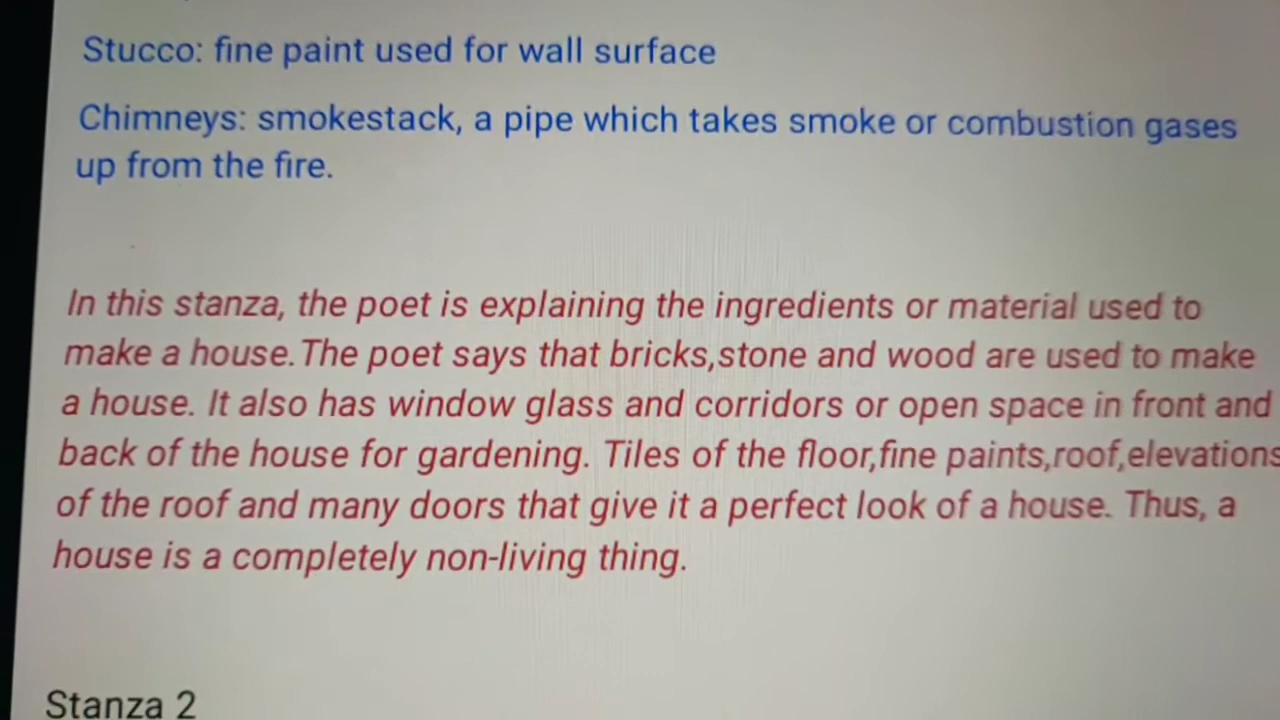 Stucco: fine paint used for wall surface
Chimneys: smokestack, a pipe which takes smoke or combustion gases
up from the fire.
In this stanza, the poet is explaining the ingredients or material used to
make a house.The poet says that bricks,stone and wood are used to make
a house. It also has window glass and corridors or open space in front and
back of the house for gardening. Tiles of the floor,fine paints,roof,elevations
of the roof and many doors that give it a perfect look of a house. Thus, a
house is a completely non-living thing.
Stanza 2